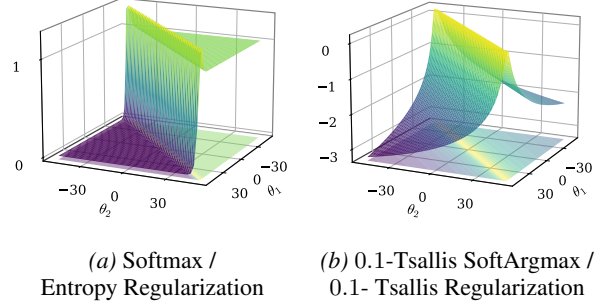 1
0
−30
0
30
θ2
30
0
−30
θ1
0
−1
−2
−3
−30
0
30
θ2
30
0
−30
θ1
(a) Softmax /
Entropy Regularization
(b) 0.1-Tsallis SoftArgmax /
0.1- Tsallis Regularization